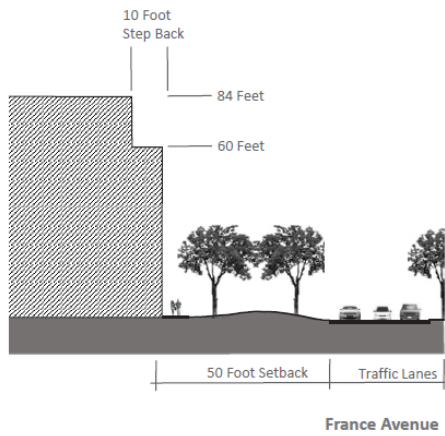 10 Foot
Step Back
84 Feet
60 Feet
50 Foot Setback
Traffic Lanes
France Avenue